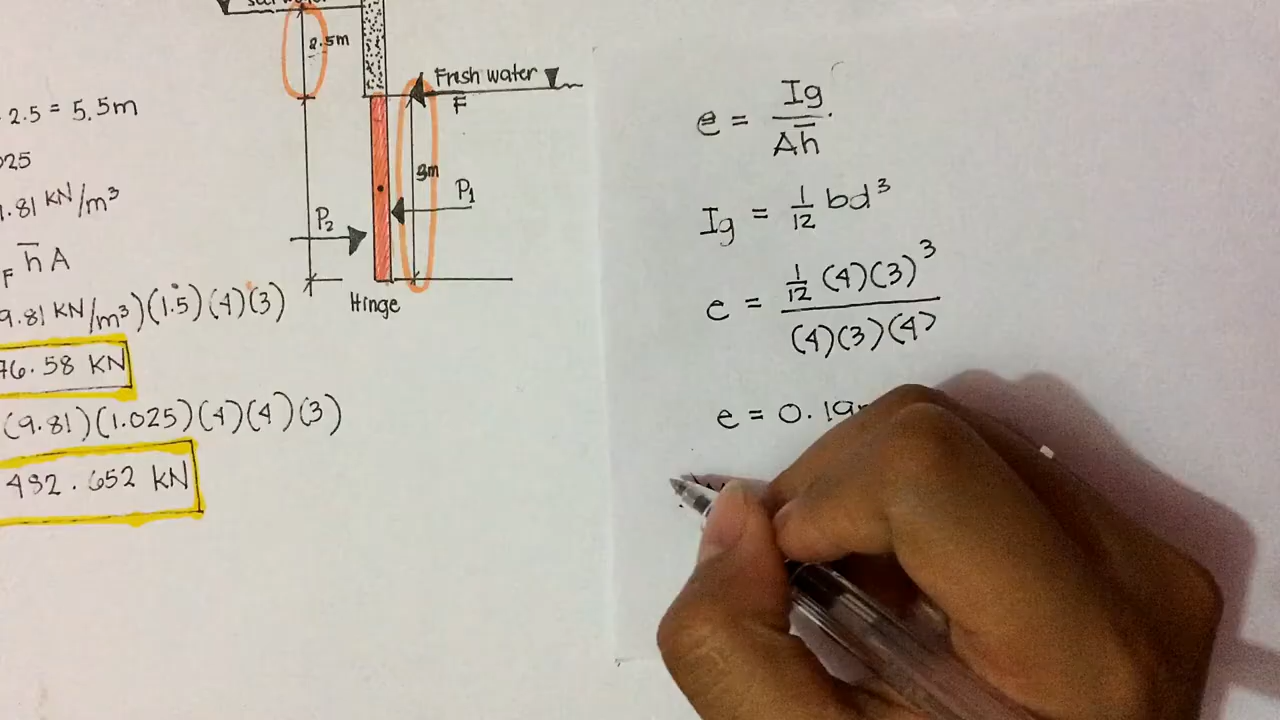 2.5m
Fresh water
F
3m
P1
P2
Hinge
2.5 = 5.5m
025
.81 KN/m³
F h̅ A
9.81 KN/m³)(1.5)(4)(3)
76.58 KN
(9.81)(1.025)(4)(4)(3)
482.652 KN
e = Ig / Ah̅
Ig = 1/12 bd³
e = 1/12 (4)(3)³ / (4)(3)(4)
e = 0.19